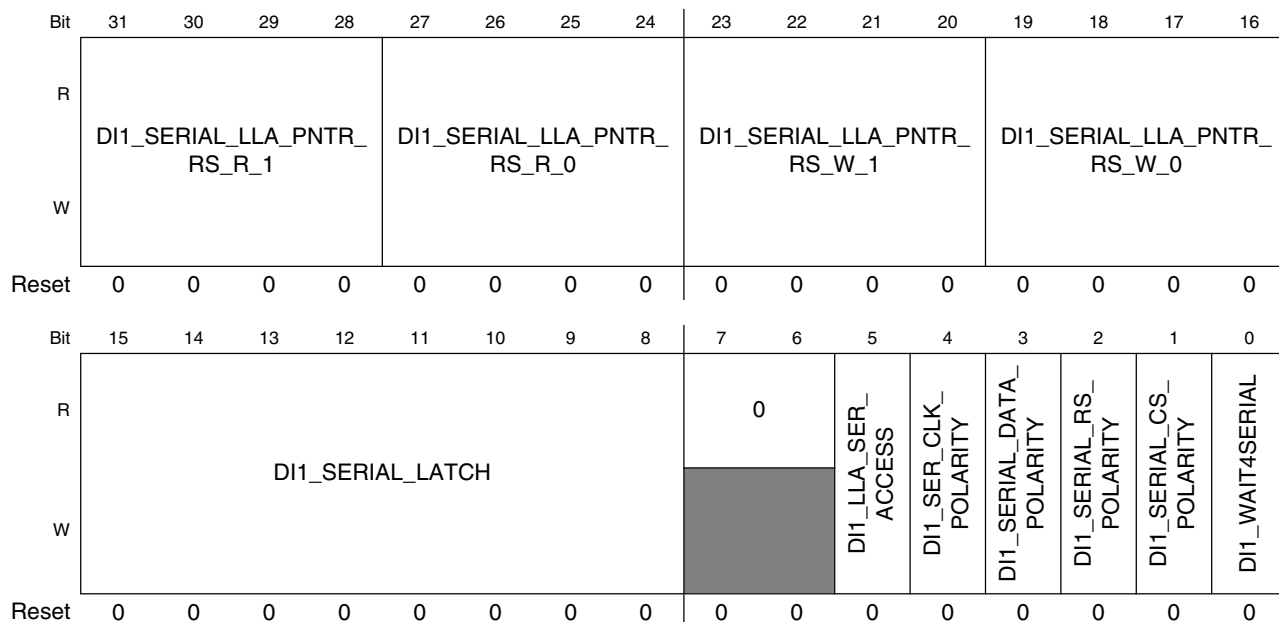 Bit 31 30 29 28 27 26 25 24 23 22 21 20 19 18 17 16
R
DI1_SERIAL_LLA_PNTR_ DI1_SERIAL_LLA_PNTR_ DI1_SERIAL_LLA_PNTR_ DI1_SERIAL_LLA_PNTR_
RS_R_1 RS_R_0 RS_W_1 RS_W_0
W
Reset 0 0 0 0 0 0 0 0 0 0 0 0 0 0 0 0
Bit 15 14 13 12 11 10 9 8 7 6 5 4 3 2 1 0
R
0
DI1_SERIAL_LATCH
DI1_LLA_SER_
ACCESS
DI1_SER_CLK_
POLARITY
DI1_SERIAL_DATA_
POLARITY
DI1_SERIAL_RS_
POLARITY
DI1_SERIAL_CS_
POLARITY
DI1_WAIT4SERIAL
W
Reset 0 0 0 0 0 0 0 0 0 0 0 0 0 0 0 0